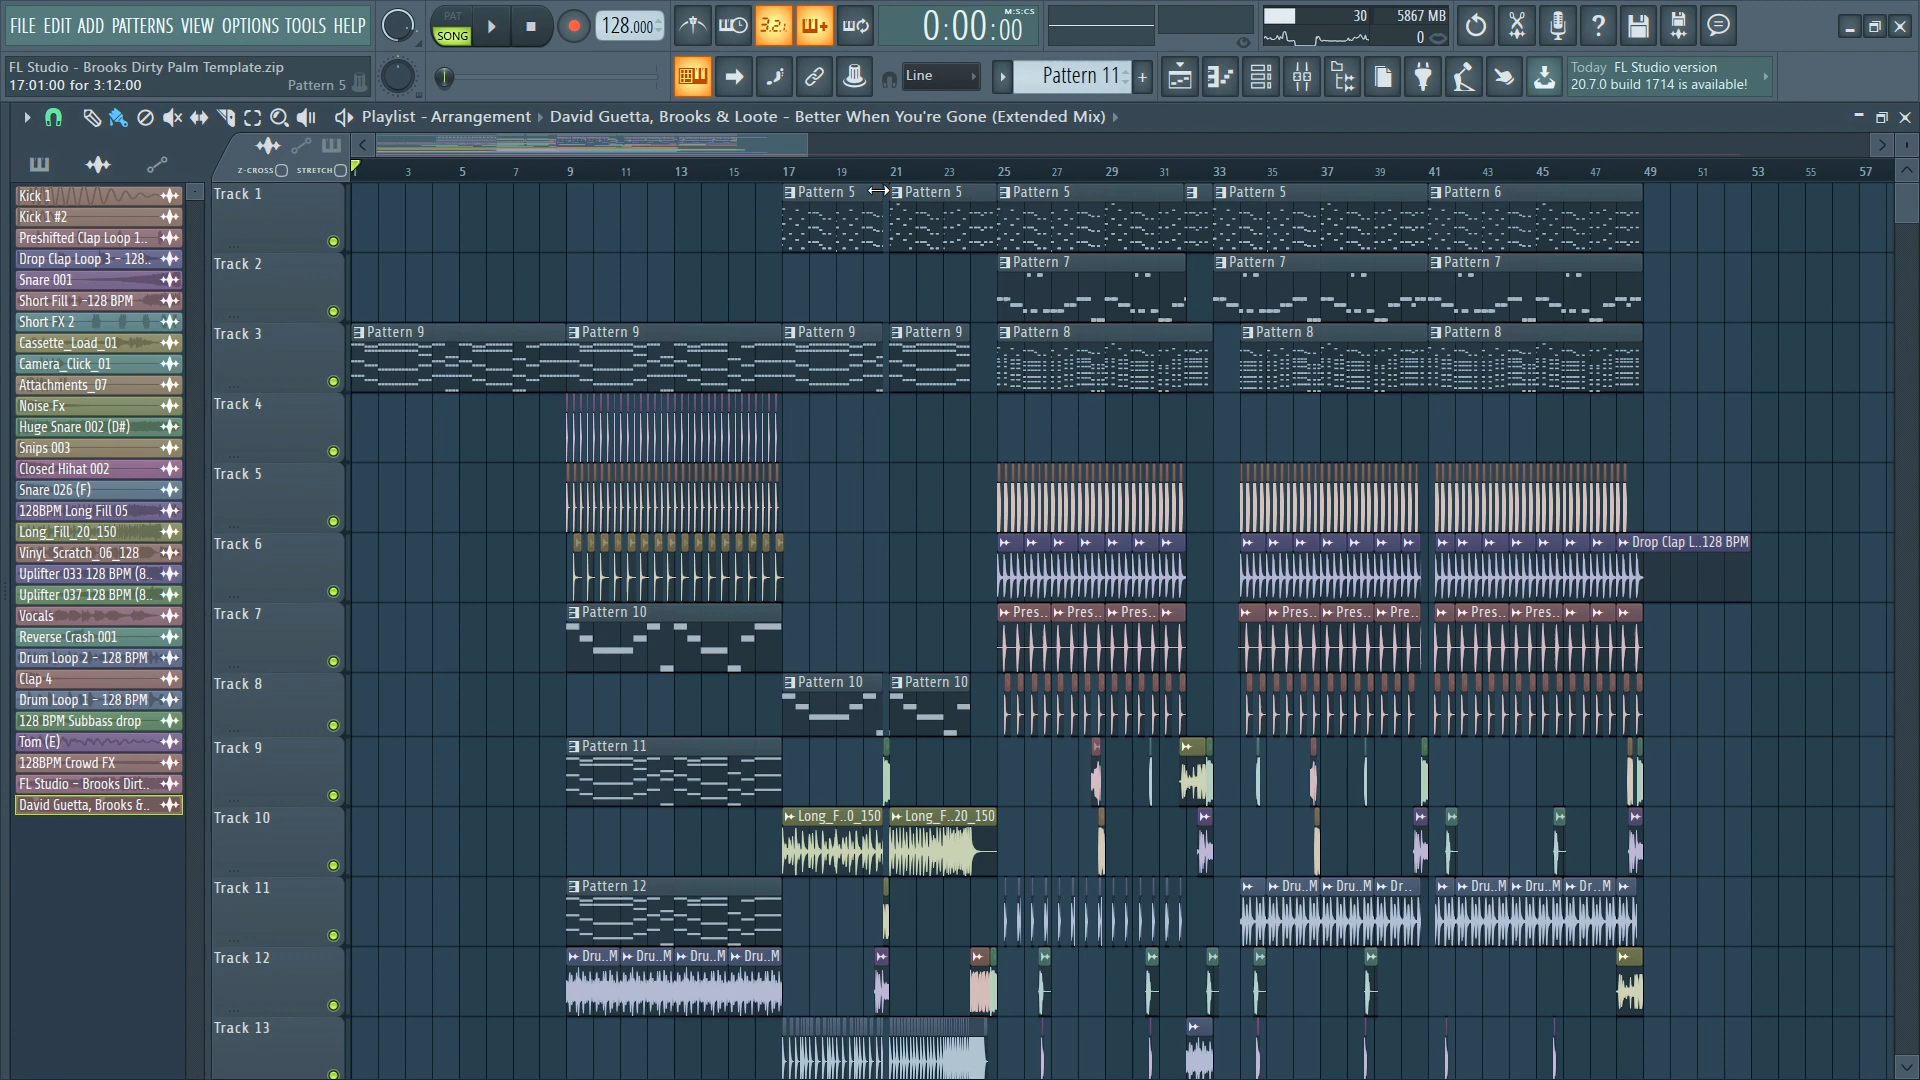 FILE EDIT ADD PATTERNS VIEW OPTIONS TOOLS HELP
PAT
SONG
128.000
3.2.
0:00:00
M:S:CS
30
5867 MB
0
FL Studio - Brooks Dirty Palm Template.zip
17:01:00 for 3:12:00
Pattern 5
Line
Pattern 11
Today FL Studio version
20.7.0 build 1714 is available!
Playlist - Arrangement
David Guetta, Brooks & Loote - Better When You're Gone (Extended Mix)
Z-CROSS
STRETCH
3 5 7 9 11 13 15 17 19 21 23 25 27 29 31 33 35 37 39 41 43 45 47 49 51 53 55 57
Kick 1
Kick 1 #2
Preshifted Clap Loop 1..
Drop Clap Loop 3 - 128..
Snare 001
Short Fill 1 -128 BPM
Short FX 2
Cassette_Load_01
Camera_Click_01
Attachments_07
Noise Fx
Huge Snare 002 (D#)
Snips 003
Closed Hihat 002
Snare 026 (F)
128BPM Long Fill 05
Long_Fill_20_150
Vinyl_Scratch_06_128
Uplifter 033 128 BPM (8..
Uplifter 037 128 BPM (8..
Vocals
Reverse Crash 001
Drum Loop 2 - 128 BPM
Clap 4
Drum Loop 1 - 128 BPM
128 BPM Subbass drop
Tom (E)
128BPM Crowd FX
FL Studio - Brooks Dirt..
David Guetta, Brooks &..
Track 1
Pattern 5 Pattern 5 Pattern 5 Pattern 5 Pattern 6
Track 2
Pattern 7 Pattern 7 Pattern 7
Track 3
Pattern 9 Pattern 9 Pattern 9 Pattern 9 Pattern 8 Pattern 8 Pattern 8
Track 4
Track 5
Track 6
Drop Clap L..128 BPM
Track 7
Pattern 10
Pres.. Pres.. Pres.. Pres.. Pres.. Pre.. Pres.. Pres..
Track 8
Pattern 10 Pattern 10
Track 9
Pattern 11
Track 10
Long_F..0_150 Long_F..20_150
Track 11
Pattern 12
Dru..M Dru..M Dr.. Dru..M Dru..M Dr..M
Track 12
Dru..M Dru..M Dru..M Dru..M
Track 13